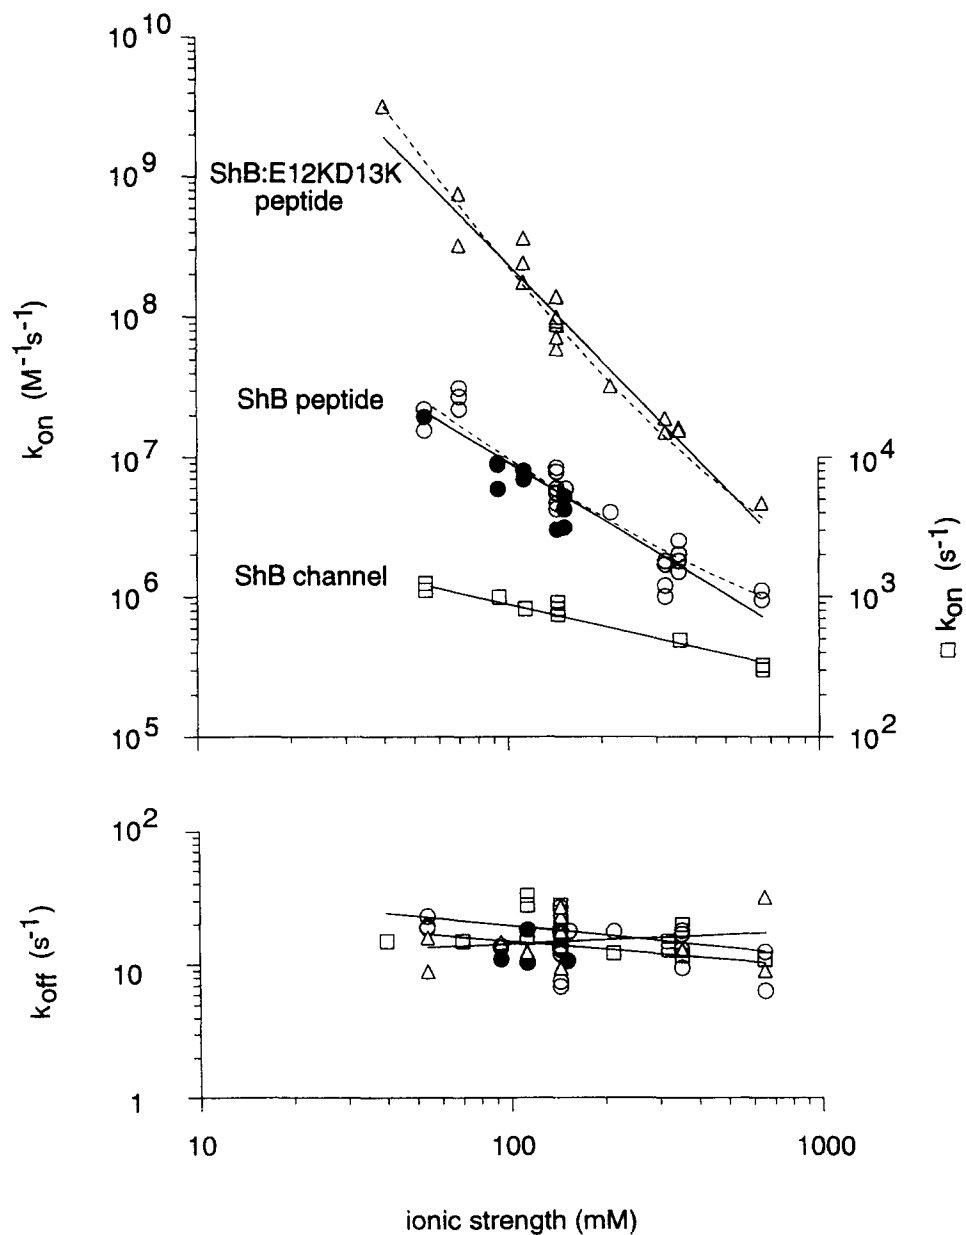 10^10
10^9
ShB:E12KD13K
peptide
10^8
k_on (M^-1 s^-1)
ShB peptide
10^7
10^4
ShB channel
10^6
10^3
□ k_on (s^-1)
10^5
10^2
10^2
k_off (s^-1)
10
1
10
100
1000
ionic strength (mM)